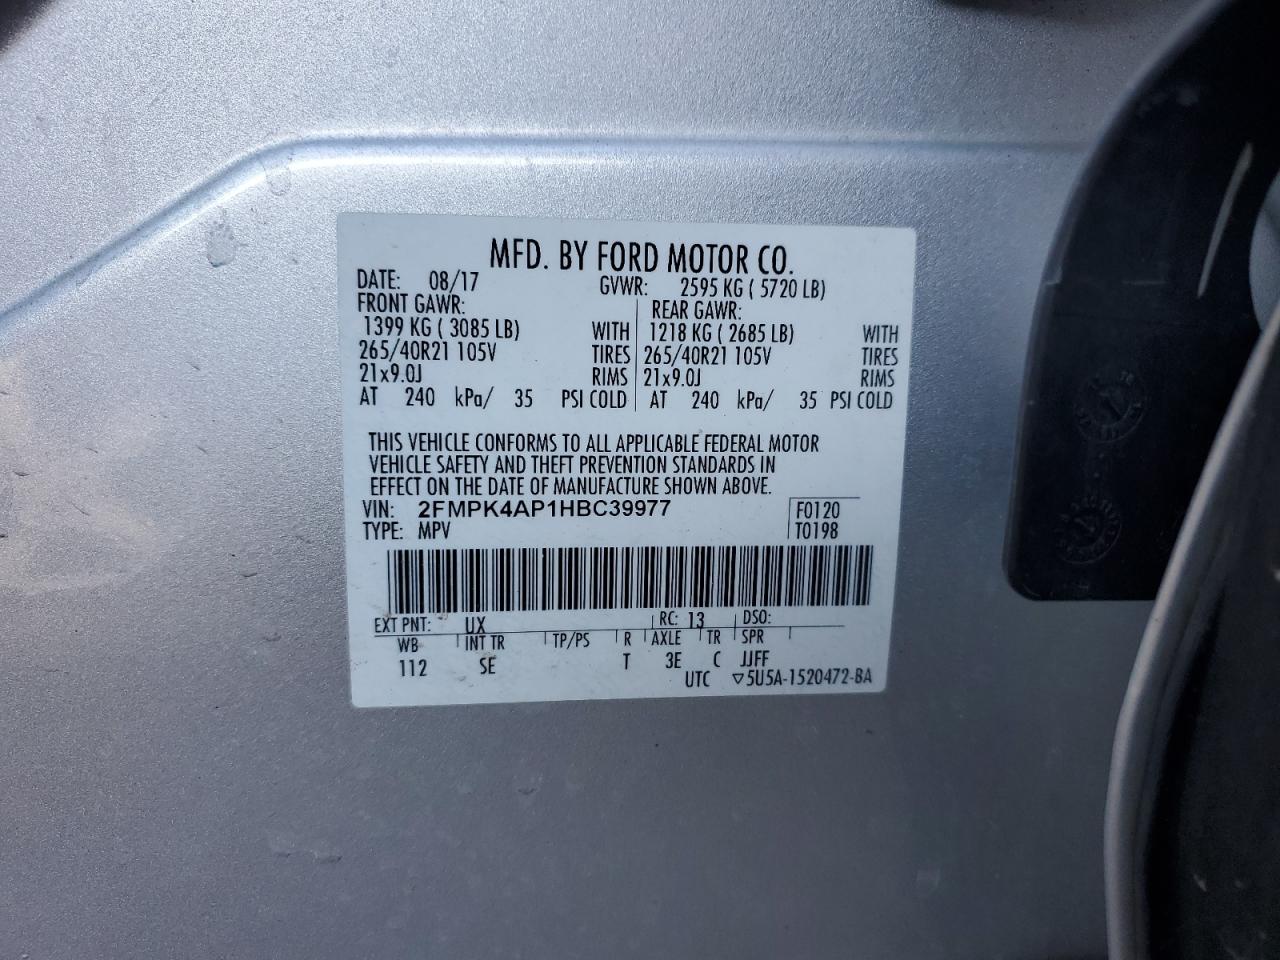 MFD. BY FORD MOTOR CO.
DATE: 08/17 GVWR: 2595 KG ( 5720 LB)
FRONT GAWR: REAR GAWR:
1399 KG ( 3085 LB) WITH 1218 KG ( 2685 LB) WITH
265/40R21 105V TIRES 265/40R21 105V TIRES
21x9.0J RIMS 21x9.0J RIMS
AT 240 kPa/ 35 PSI COLD AT 240 kPa/ 35 PSI COLD
THIS VEHICLE CONFORMS TO ALL APPLICABLE FEDERAL MOTOR
VEHICLE SAFETY AND THEFT PREVENTION STANDARDS IN
EFFECT ON THE DATE OF MANUFACTURE SHOWN ABOVE.
VIN: 2FMPK4AP1HBC39977 F0120
TYPE: MPV T0198
EXT PNT: UX RC: 13 DSO:
WB INT TR TP/PS R AXLE TR SPR
112 SE T 3E C JJFF
UTC ▽5U5A-1520472-BA